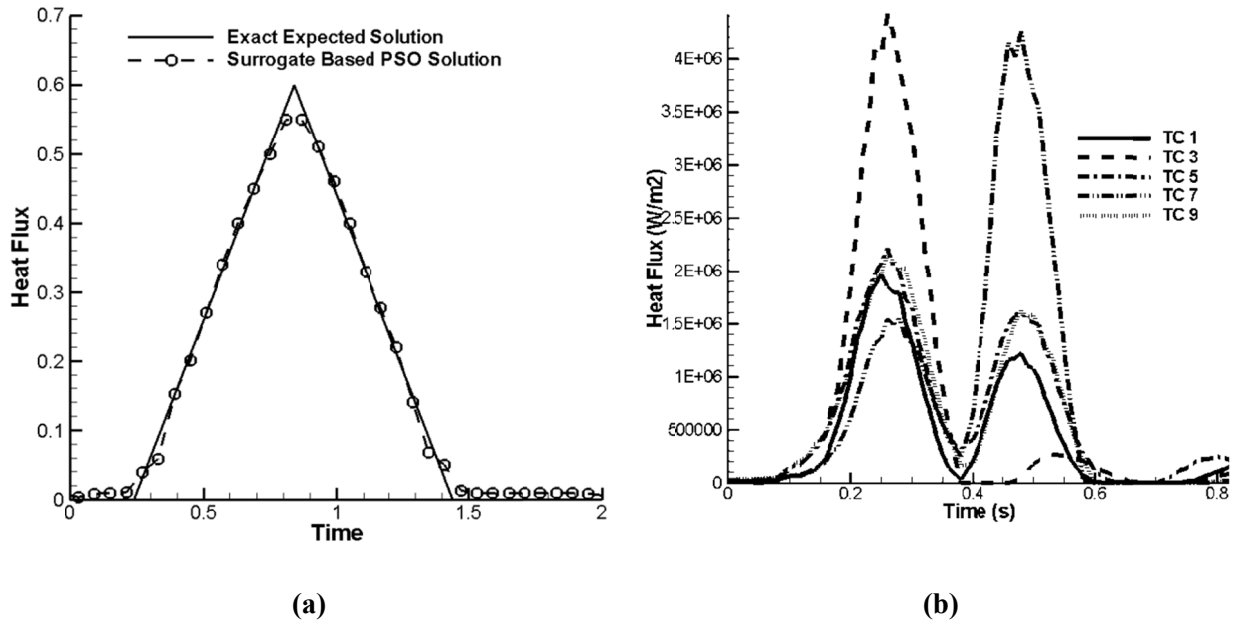 0.7
0.6
0.5
0.4
0.3
0.2
0.1
0
Heat Flux
Exact Expected Solution
Surrogate Based PSO Solution
0
0.5
1
1.5
2
Time
(a)
4E+06
3.5E+06
4E+06
2.5E+06
2E+06
1.5E+06
1E+06
500000
0
Heat Flux (W/m2)
TC 1
TC 3
TC 5
TC 7
TC 9
0
0.2
0.4
0.6
0.8
Time (s)
(b)